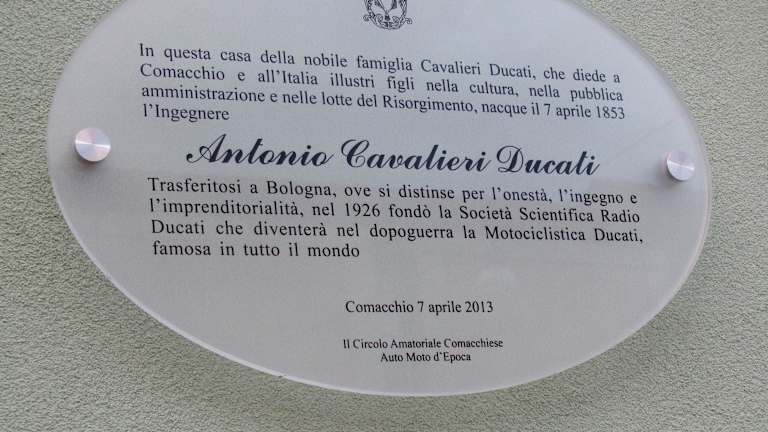 In questa casa della nobile famiglia Cavalieri Ducati, che diede a
Comacchio e all'Italia illustri figli nella cultura, nella pubblica
amministrazione e nelle lotte del Risorgimento, nacque il 7 aprile 1853
l'Ingegnere
Antonio Cavalieri Ducati
Trasferitosi a Bologna, ove si distinse per l'onestà, l'ingegno e
l'imprenditorialità, nel 1926 fondò la Società Scientifica Radio
Ducati che diventerà nel dopoguerra la Motociclistica Ducati,
famosa in tutto il mondo
Comacchio 7 aprile 2013
Il Circolo Amatoriale Comacchiese
Auto Moto d'Epoca